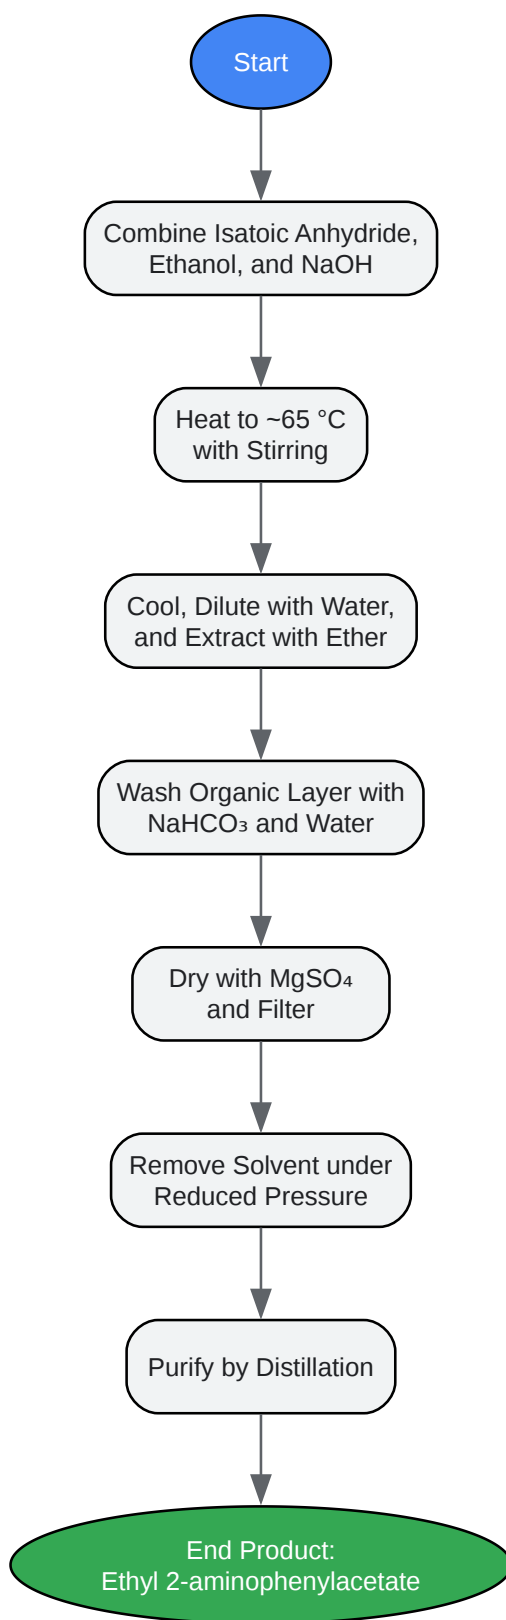 Start
Combine Isatoic Anhydride,
Ethanol, and NaOH
Heat to ~65 °C
with Stirring
Cool, Dilute with Water,
and Extract with Ether
Wash Organic Layer with
NaHCO₃ and Water
Dry with MgSO₄
and Filter
Remove Solvent under
Reduced Pressure
Purify by Distillation
End Product:
Ethyl 2-aminophenylacetate